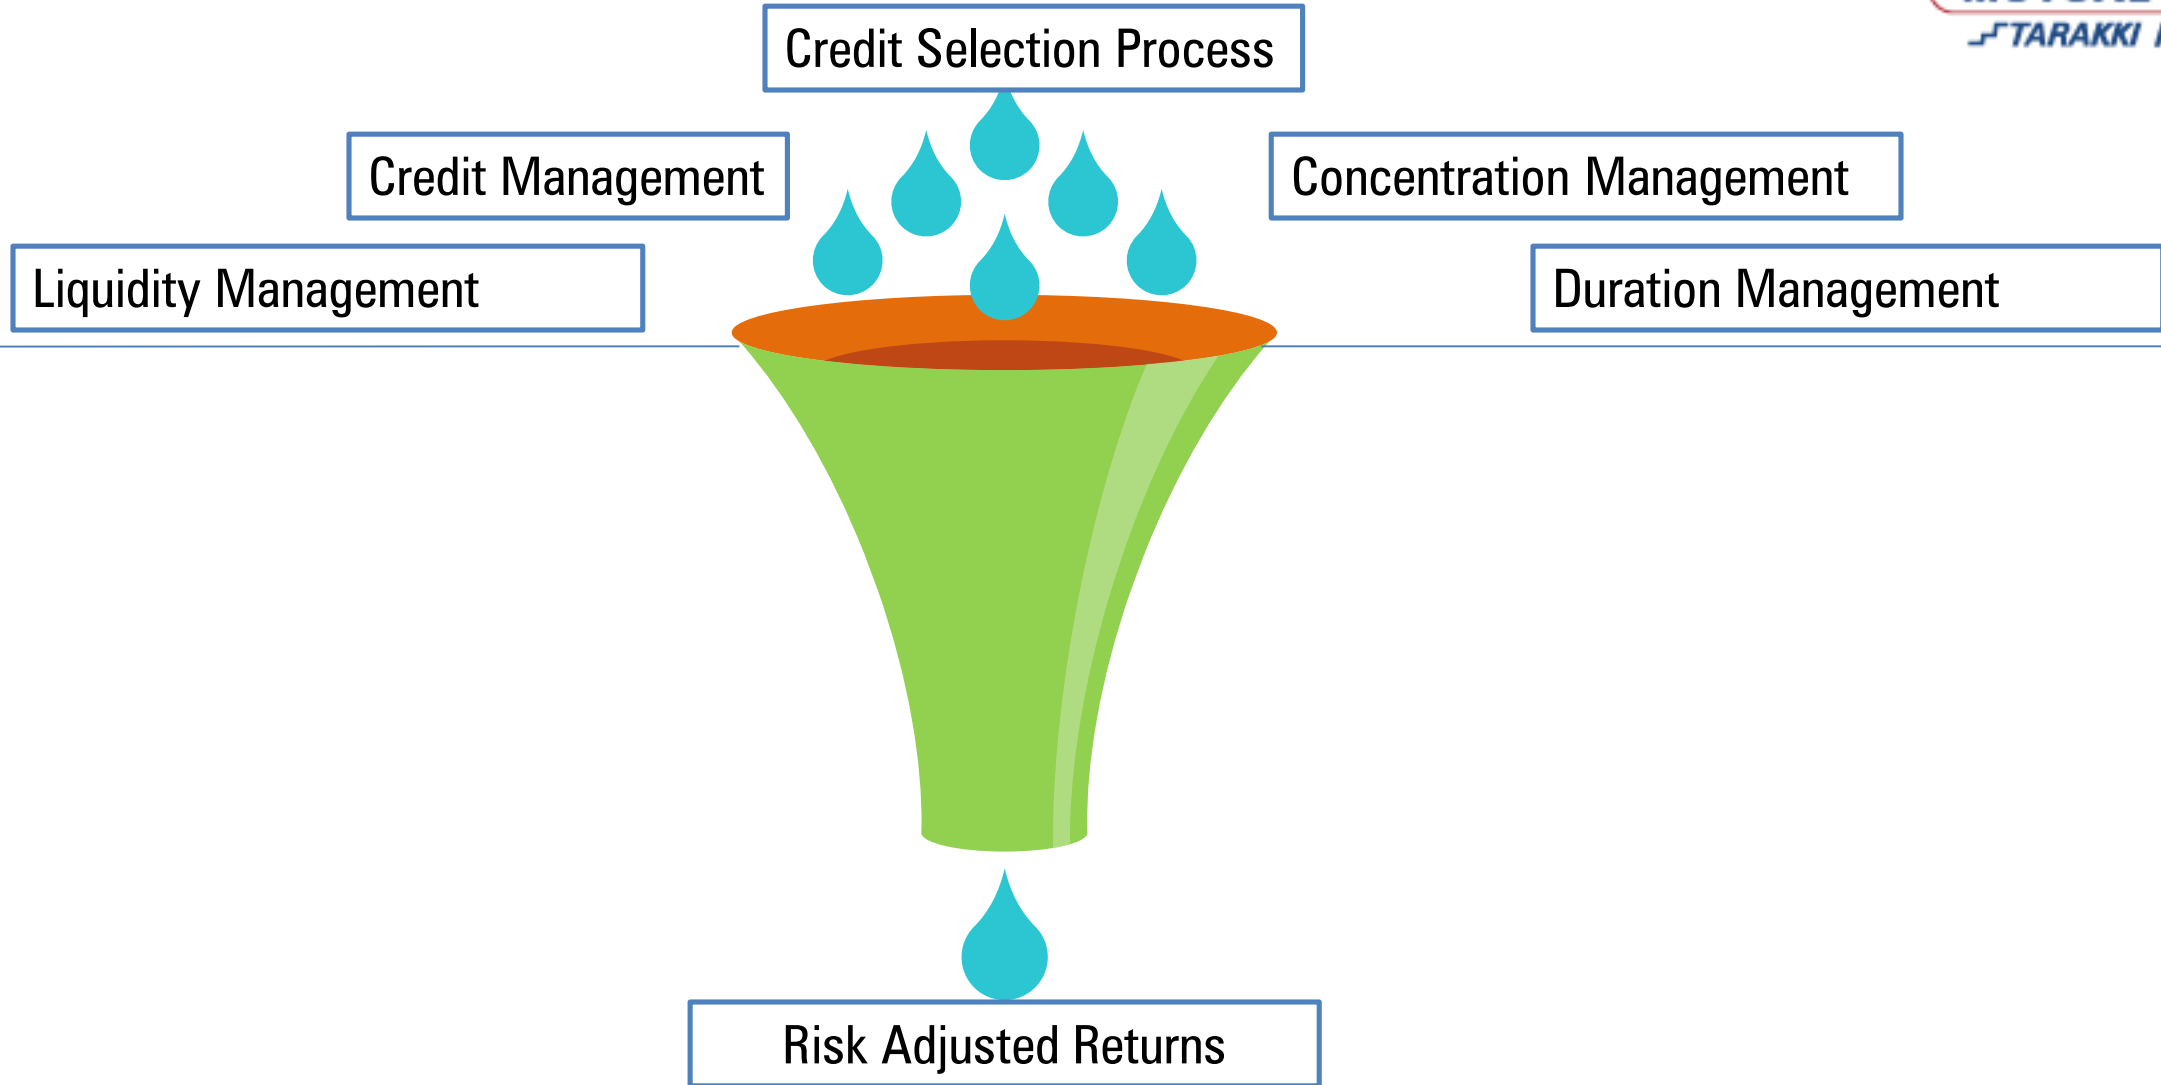 TARAKKI
Credit Selection Process
Credit Management
Concentration Management
Liquidity Management
Duration Management
Risk Adjusted Returns